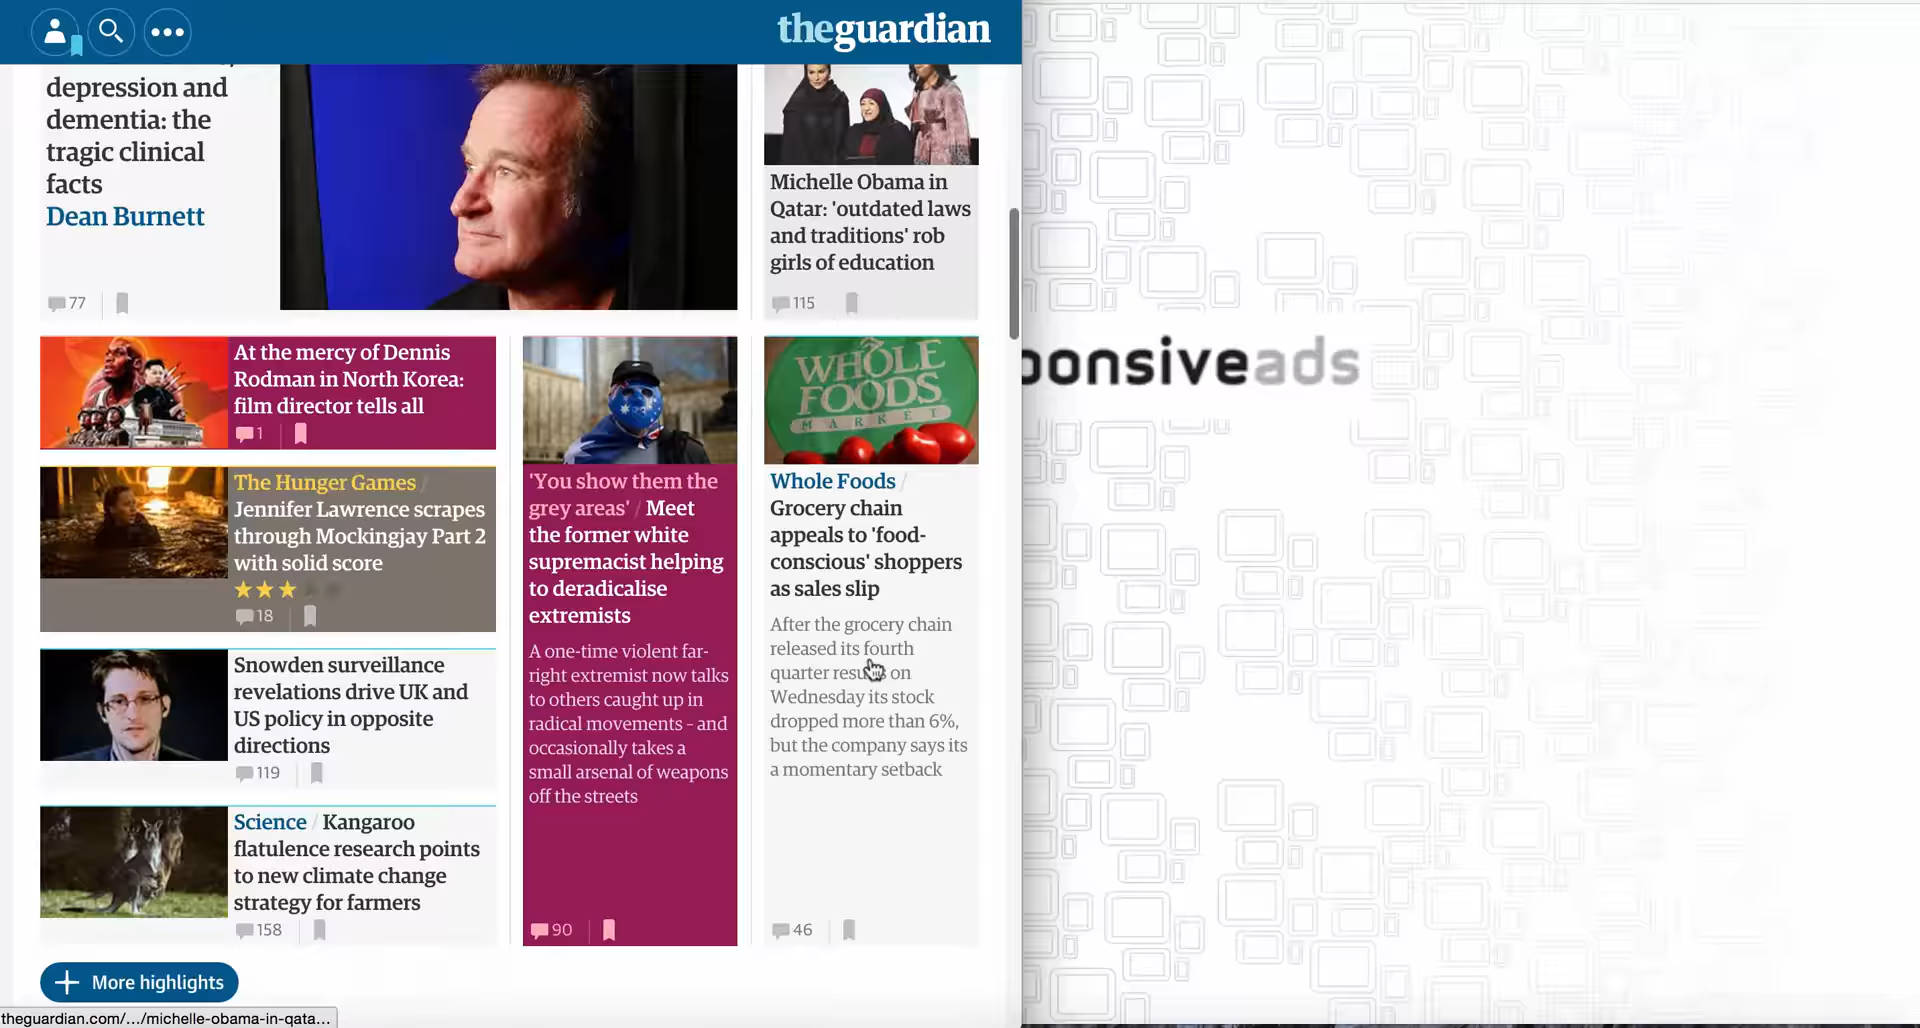 theguardian
depression and
dementia: the
tragic clinical
facts
Dean Burnett
77
Michelle Obama in
Qatar: 'outdated laws
and traditions' rob
girls of education
115
At the mercy of Dennis
Rodman in North Korea:
film director tells all
1
The Hunger Games /
Jennifer Lawrence scrapes
through Mockingjay Part 2
with solid score
18
Snowden surveillance
revelations drive UK and
US policy in opposite
directions
119
Science / Kangaroo
flatulence research points
to new climate change
strategy for farmers
158
'You show them the
grey areas' / Meet
the former white
supremacist helping
to deradicalise
extremists
A one-time violent far-
right extremist now talks
to others caught up in
radical movements – and
occasionally takes a
small arsenal of weapons
off the streets
90
WHOLE
FOODS
MARKET
Whole Foods /
Grocery chain
appeals to 'food-
conscious' shoppers
as sales slip
After the grocery chain
released its fourth
quarter results on
Wednesday its stock
dropped more than 6%,
but the company says its
a momentary setback
46
More highlights
theguardian.com/.../michelle-obama-in-qata...
ponsiveads